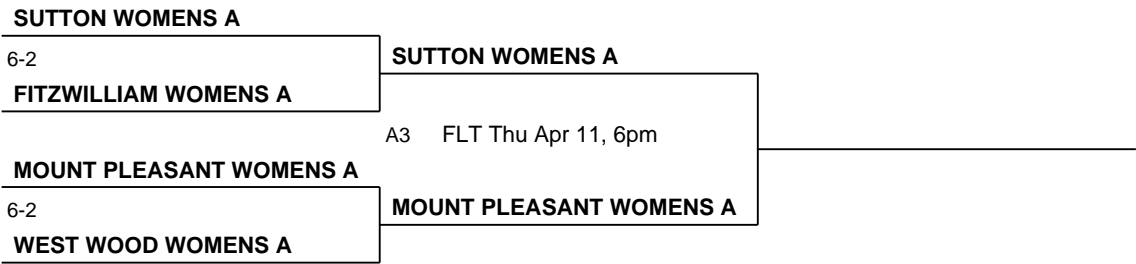 SUTTON WOMENS A
6-2
SUTTON WOMENS A
FITZWILLIAM WOMENS A
A3 FLT Thu Apr 11, 6pm
MOUNT PLEASANT WOMENS A
6-2
MOUNT PLEASANT WOMENS A
WEST WOOD WOMENS A